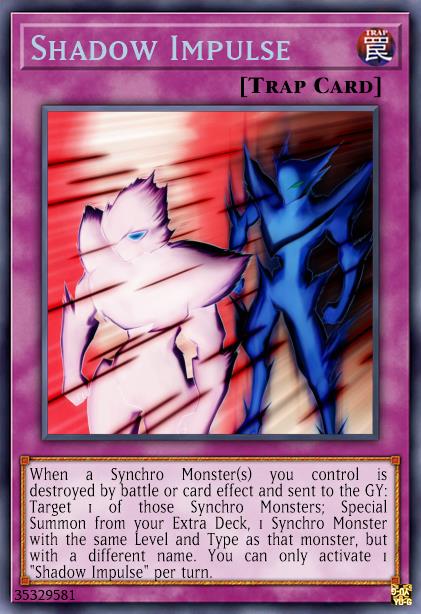 Shadow Impulse
TRAP
罠
[Trap Card]
When a Synchro Monster(s) you control is
destroyed by battle or card effect and sent to the GY:
Target 1 of those Synchro Monsters; Special
Summon from your Extra Deck, 1 Synchro Monster
with the same Level and Type as that monster, but
with a different name. You can only activate 1
"Shadow Impulse" per turn.
35329581